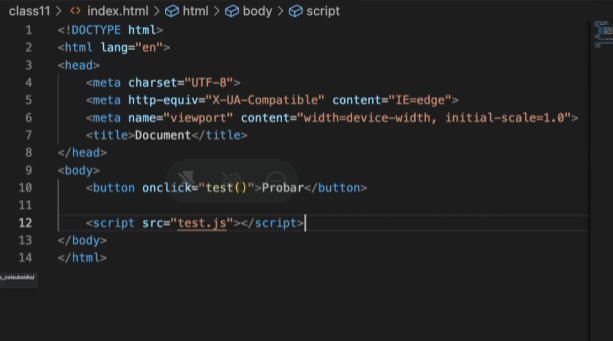 class11 > <> index.html > html > body > script
1 <!DOCTYPE html>
2 <html lang="en">
3 <head>
4 <meta charset="UTF-8">
5 <meta http-equiv="X-UA-Compatible" content="IE=edge">
6 <meta name="viewport" content="width=device-width, initial-scale=1.0">
7 <title>Document</title>
8 </head>
9 <body>
10 <button onclick="test()">Probar</button>
11
12 <script src="test.js"></script>
13 </body>
14 </html>